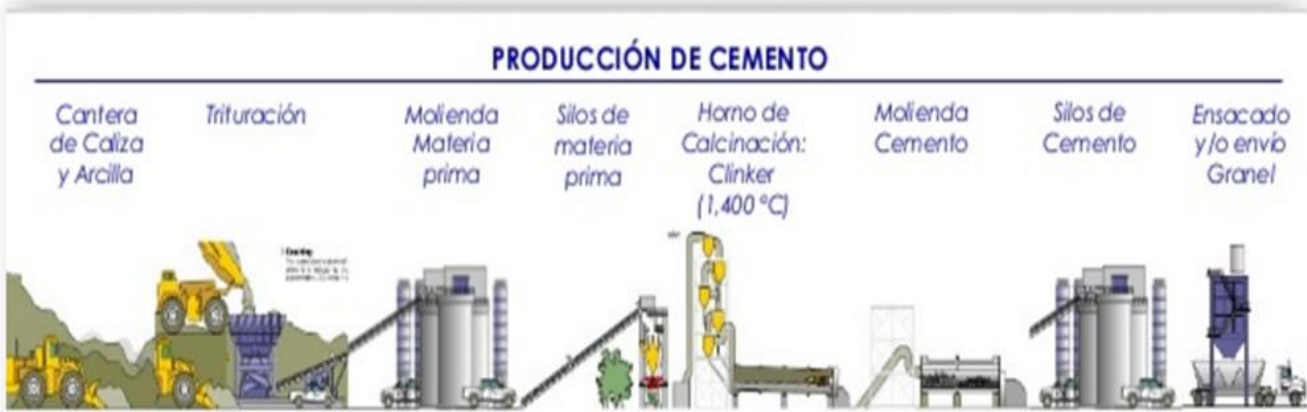 PRODUCCIÓN DE CEMENTO
Cantera
de Caliza
y Arcilla
Trituración
Molienda
Materia
prima
Silos de
materia
prima
Horno de
Calcinación:
Clinker
(1,400 ºC)
Molienda
Cemento
Silos de
Cemento
Ensacado
y/o envío
Granel